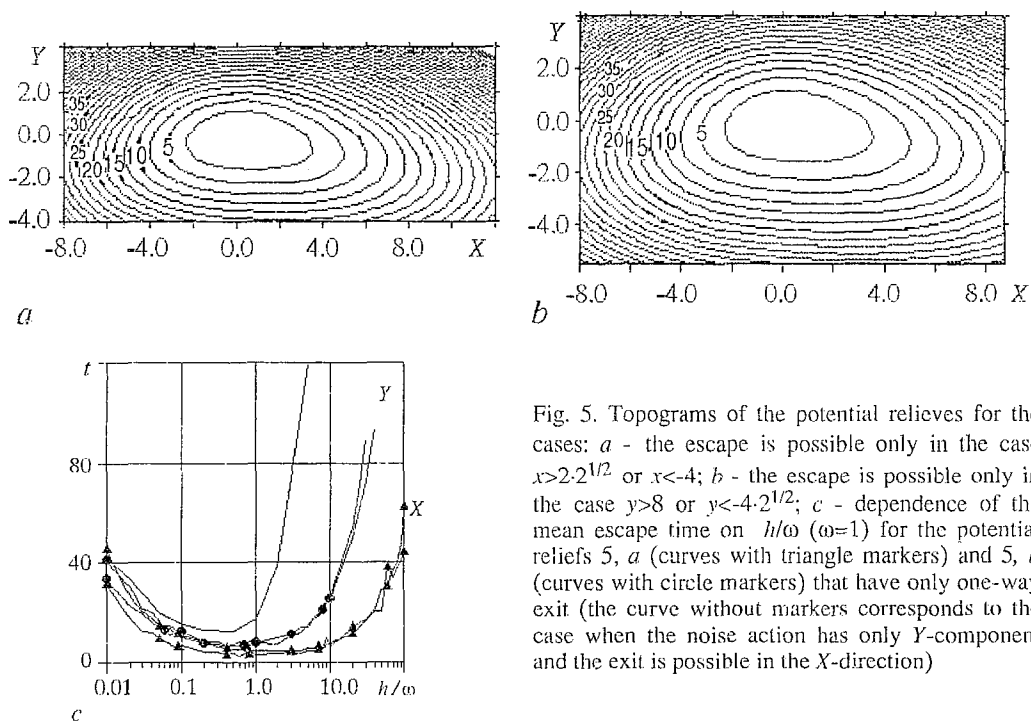 Y
2.0
0.0
-2.0
-4.0
35
30
25
20
15
10
5
-8.0 -4.0 0.0 4.0 8.0 X
a
Y
2.0
0.0
-2.0
-4.0
35
30
25
20
15
10
5
-8.0 -4.0 0.0 4.0 8.0 X
b
t
80
40
0
Y
X
0.01 0.1 1.0 10.0 h/ω
c
Fig. 5. Topograms of the potential relieves for
cases: a - the escape is possible only in the
x>2·2^{1/2} or x<-4; b - the escape is possible only
the case y>8 or y<-4·2^{1/2}; c - dependence of
mean escape time on h/ω (ω=1) for the potential
reliefs 5, a (curves with triangle markers) and 5,
(curves with circle markers) that have only one-way
exit (the curve without markers corresponds to
case when the noise action has only Y-component
and the exit is possible in the X-direction)